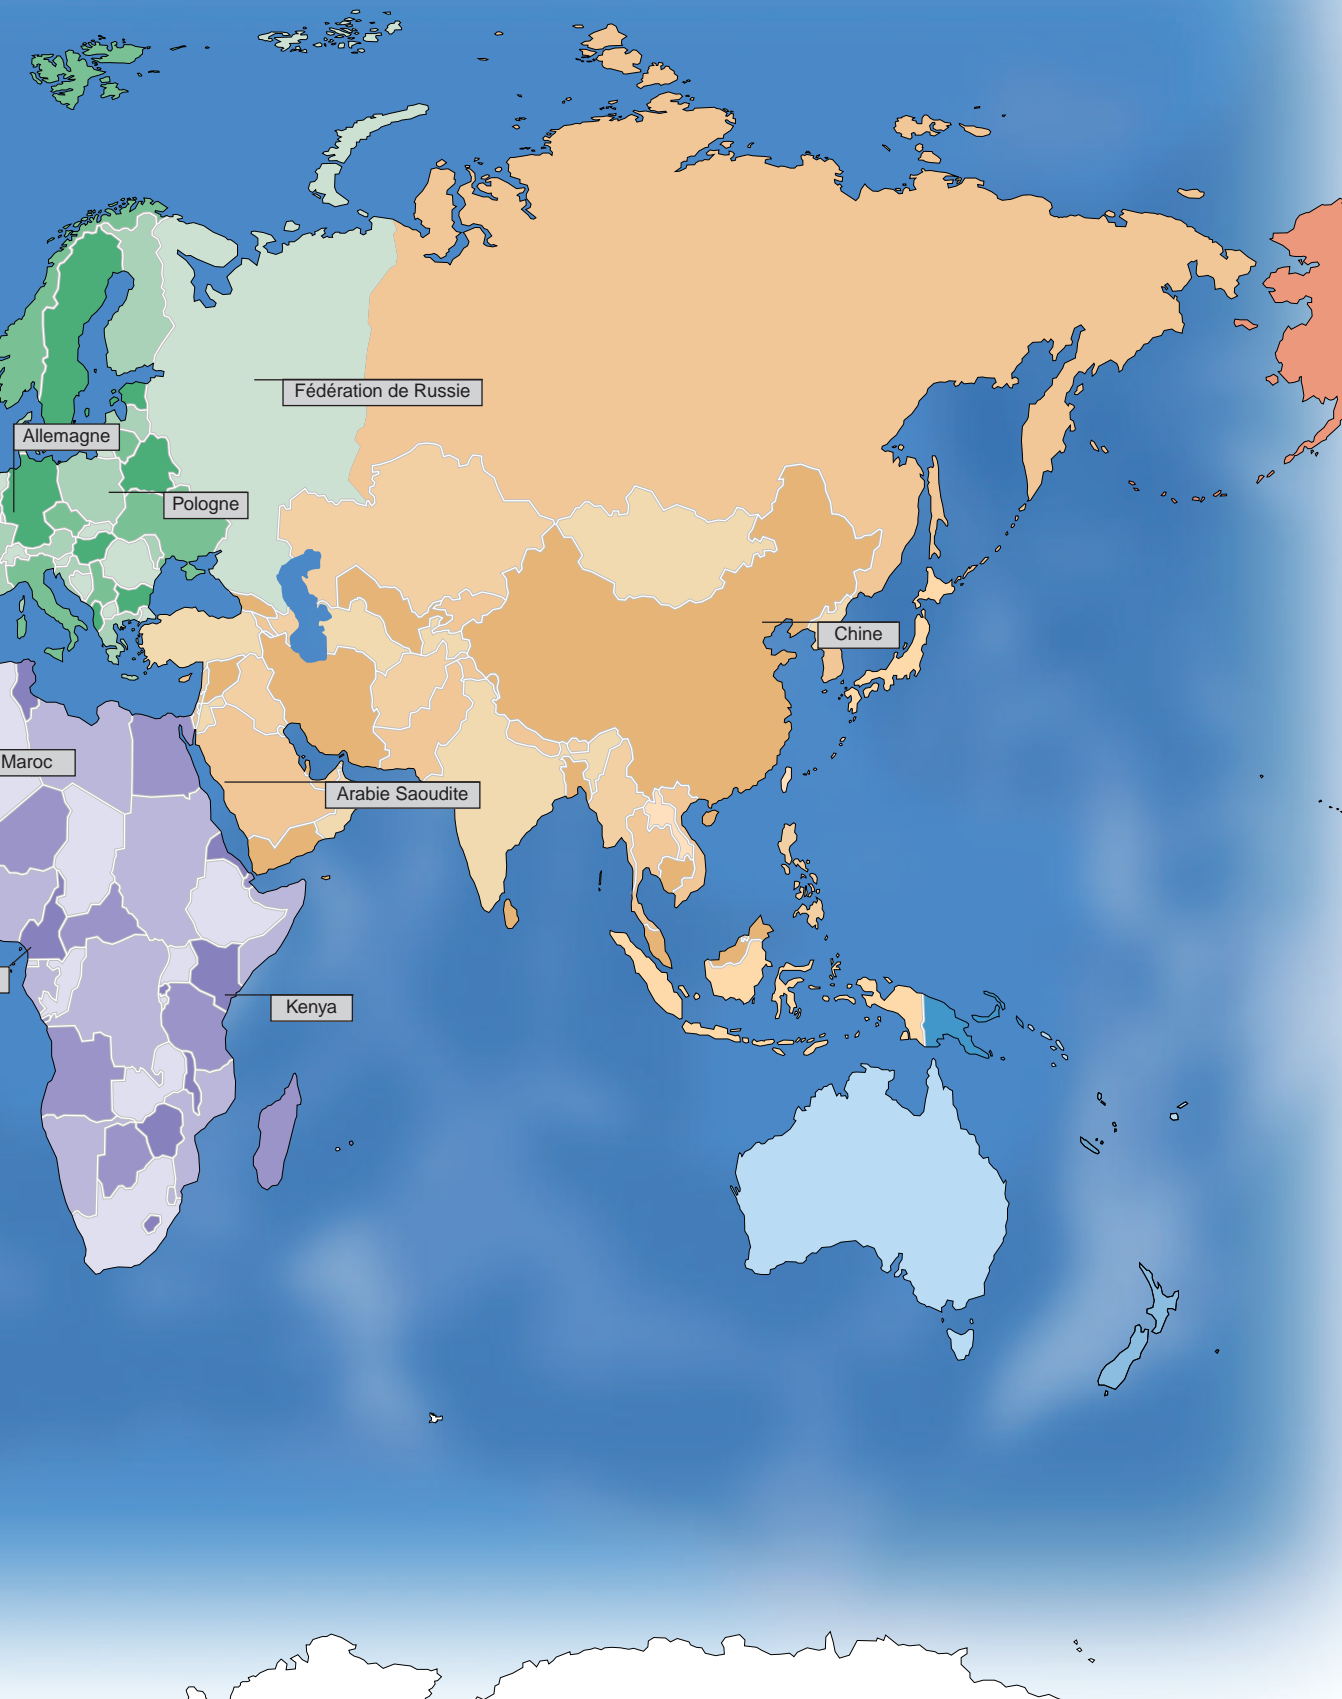 Fédération de Russie
Allemagne
Pologne
Chine
Maroc
Arabie Saoudite
Kenya